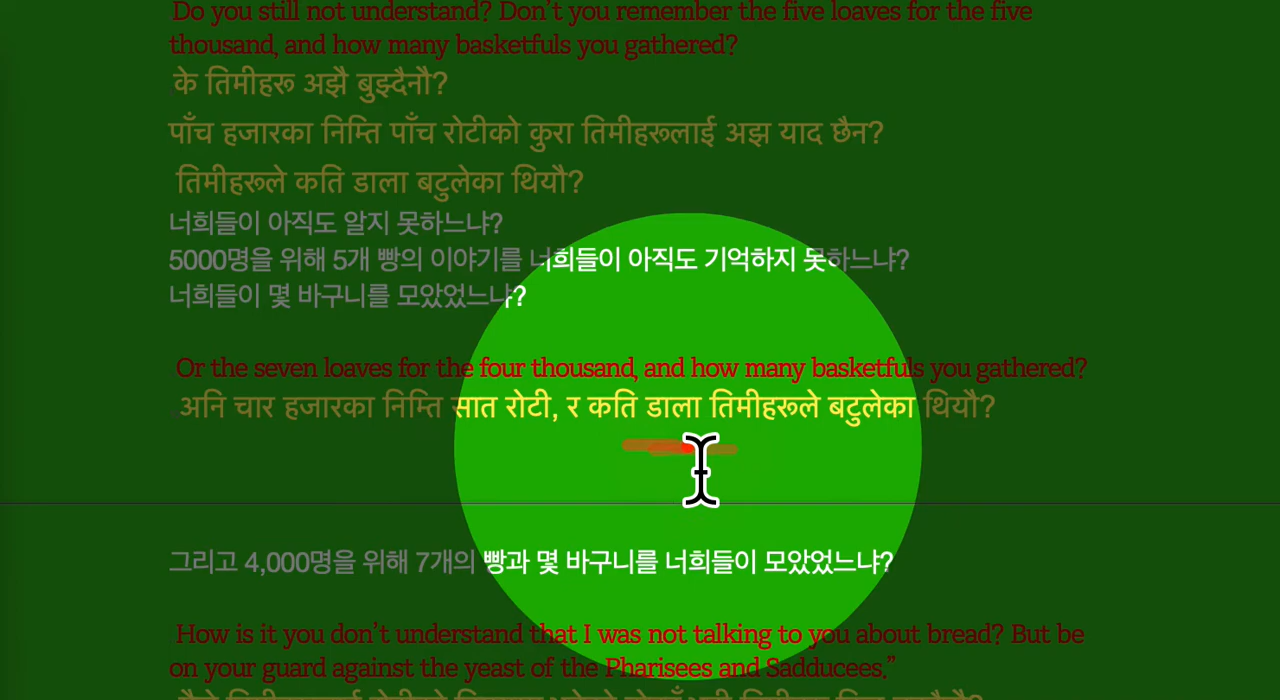 Do you still not understand? Don’t you remember the five loaves for the five
thousand, and how many basketfuls you gathered?
के तिमीहरू अझै बुझ्दैनौ?
पाँच हजारका निम्ति पाँच रोटीको कुरा तिमीहरूलाई अझ याद छैन?
तिमीहरूले कति डाला बटुलेका थियौ?
너희들이 아직도 알지 못하느냐?
5000명을 위해 5개 빵의 이야기를 너희들이 아직도 기억하지 못하느냐?
너희들이 몇 바구니를 모았었느냐?
Or the seven loaves for the four thousand, and how many basketfuls you gathered?
अनि चार हजारका निम्ति सात रोटी, र कति डाला तिमीहरूले बटुलेका थियौ?
그리고 4,000명을 위해 7개의 빵과 몇 바구니를 너희들이 모았었느냐?
How is it you don’t understand that I was not talking to you about bread? But be
on your guard against the yeast of the Pharisees and Sadducees.”